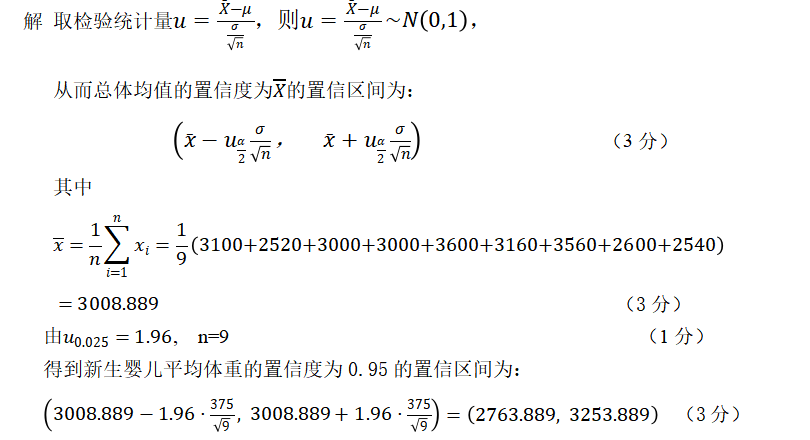 解 取检验统计量u = (X̄−μ)/(σ/√n)，则u = (X̄−μ)/(σ/√n) ~N(0,1)，
从而总体均值的置信度为X̄的置信区间为：
(x̄ − u_{α/2} σ/√n， x̄ + u_{α/2} σ/√n) （3 分）
其中
x̄ = 1/n ∑_{i=1}^{n} x_i = 1/9 (3100+2520+3000+3000+3600+3160+3560+2600+2540)
= 3008.889 （3 分）
由u_{0.025} = 1.96, n=9 （1 分）
得到新生婴儿平均体重的置信度为 0.95 的置信区间为：
(3008.889 − 1.96 · 375/√9, 3008.889 + 1.96 · 375/√9) = (2763.889, 3253.889) （3 分）